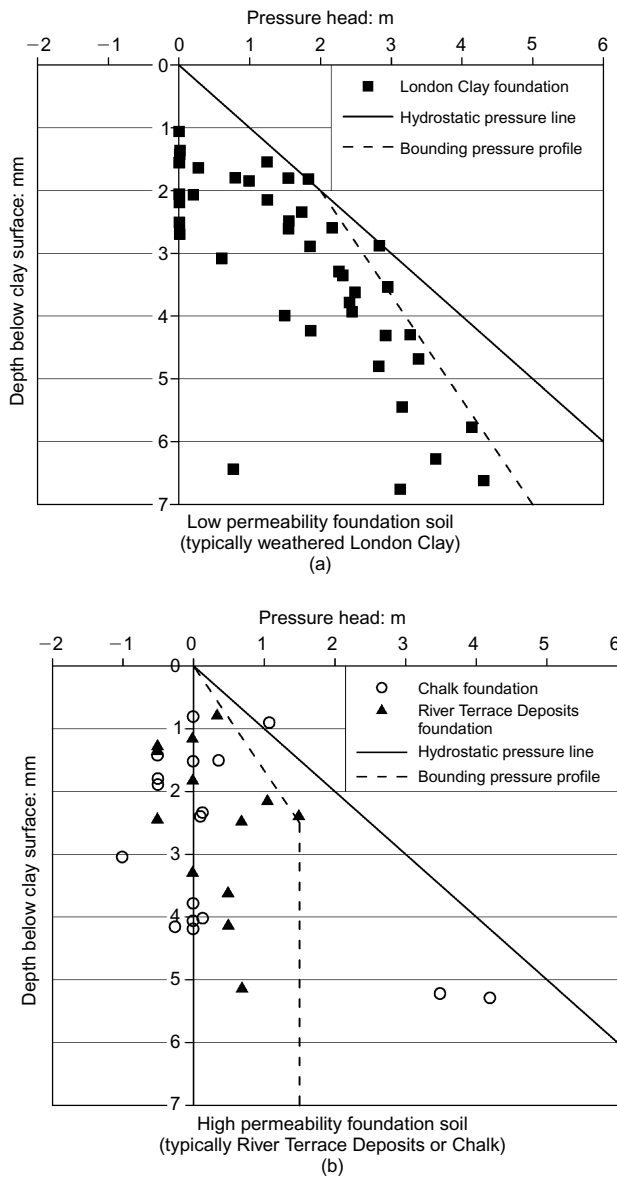 Pressure head: m
−2 −1 0 1 2 3 4 5 6
0
London Clay foundation
Hydrostatic pressure line
1
Bounding pressure profile
2
3
4
5
6
7
Depth below clay surface: mm
Low permeability foundation soil
(typically weathered London Clay)
(a)
Pressure head: m
−2 −1 0 1 2 3 4 5 6
0
Chalk foundation
River Terrace Deposits
foundation
1
Hydrostatic pressure line
Bounding pressure profile
2
3
4
5
6
7
Depth below clay surface: mm
High permeability foundation soil
(typically River Terrace Deposits or Chalk)
(b)